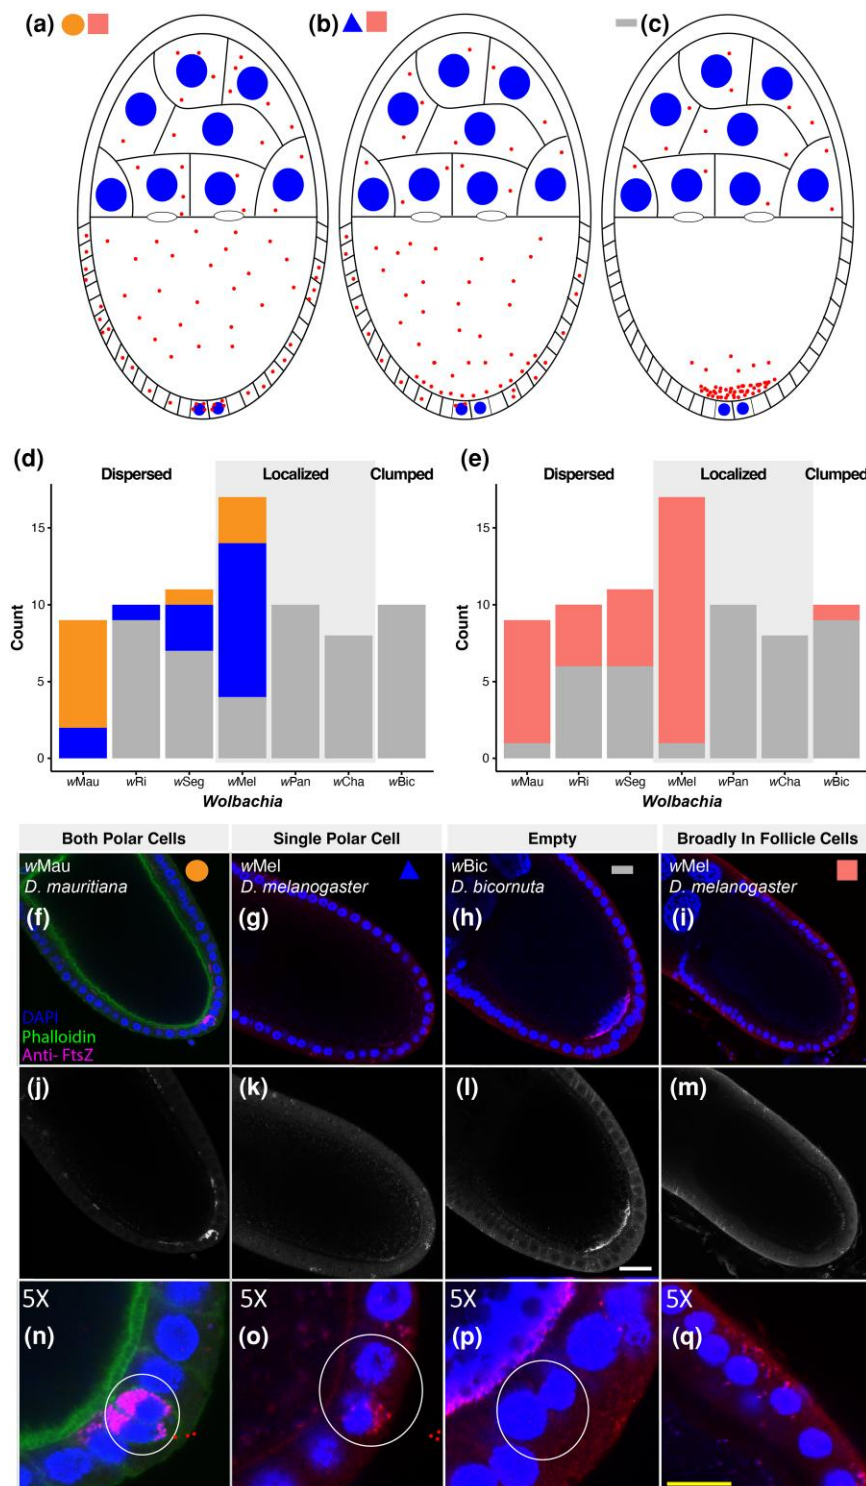 (a) (b) (c)
(d) (e)
Dispersed Localized Clumped Dispersed Localized Clumped
15 15
10 10
5 5
0 0
Count Count
wMau wRi wSeg wMel wPan wCha wBic wMau wRi wSeg wMel wPan wCha wBic
Wolbachia Wolbachia
Both Polar Cells Single Polar Cell Empty Broadly In Follicle Cells
wMau wMel wBic wMel
D. mauritiana D. melanogaster D. bicornuta D. melanogaster
(f) (g) (h) (i)
DAPI
Phalloidin
Anti- FtsZ
(j) (k) (l) (m)
5X 5X 5X 5X
(n) (o) (p) (q)